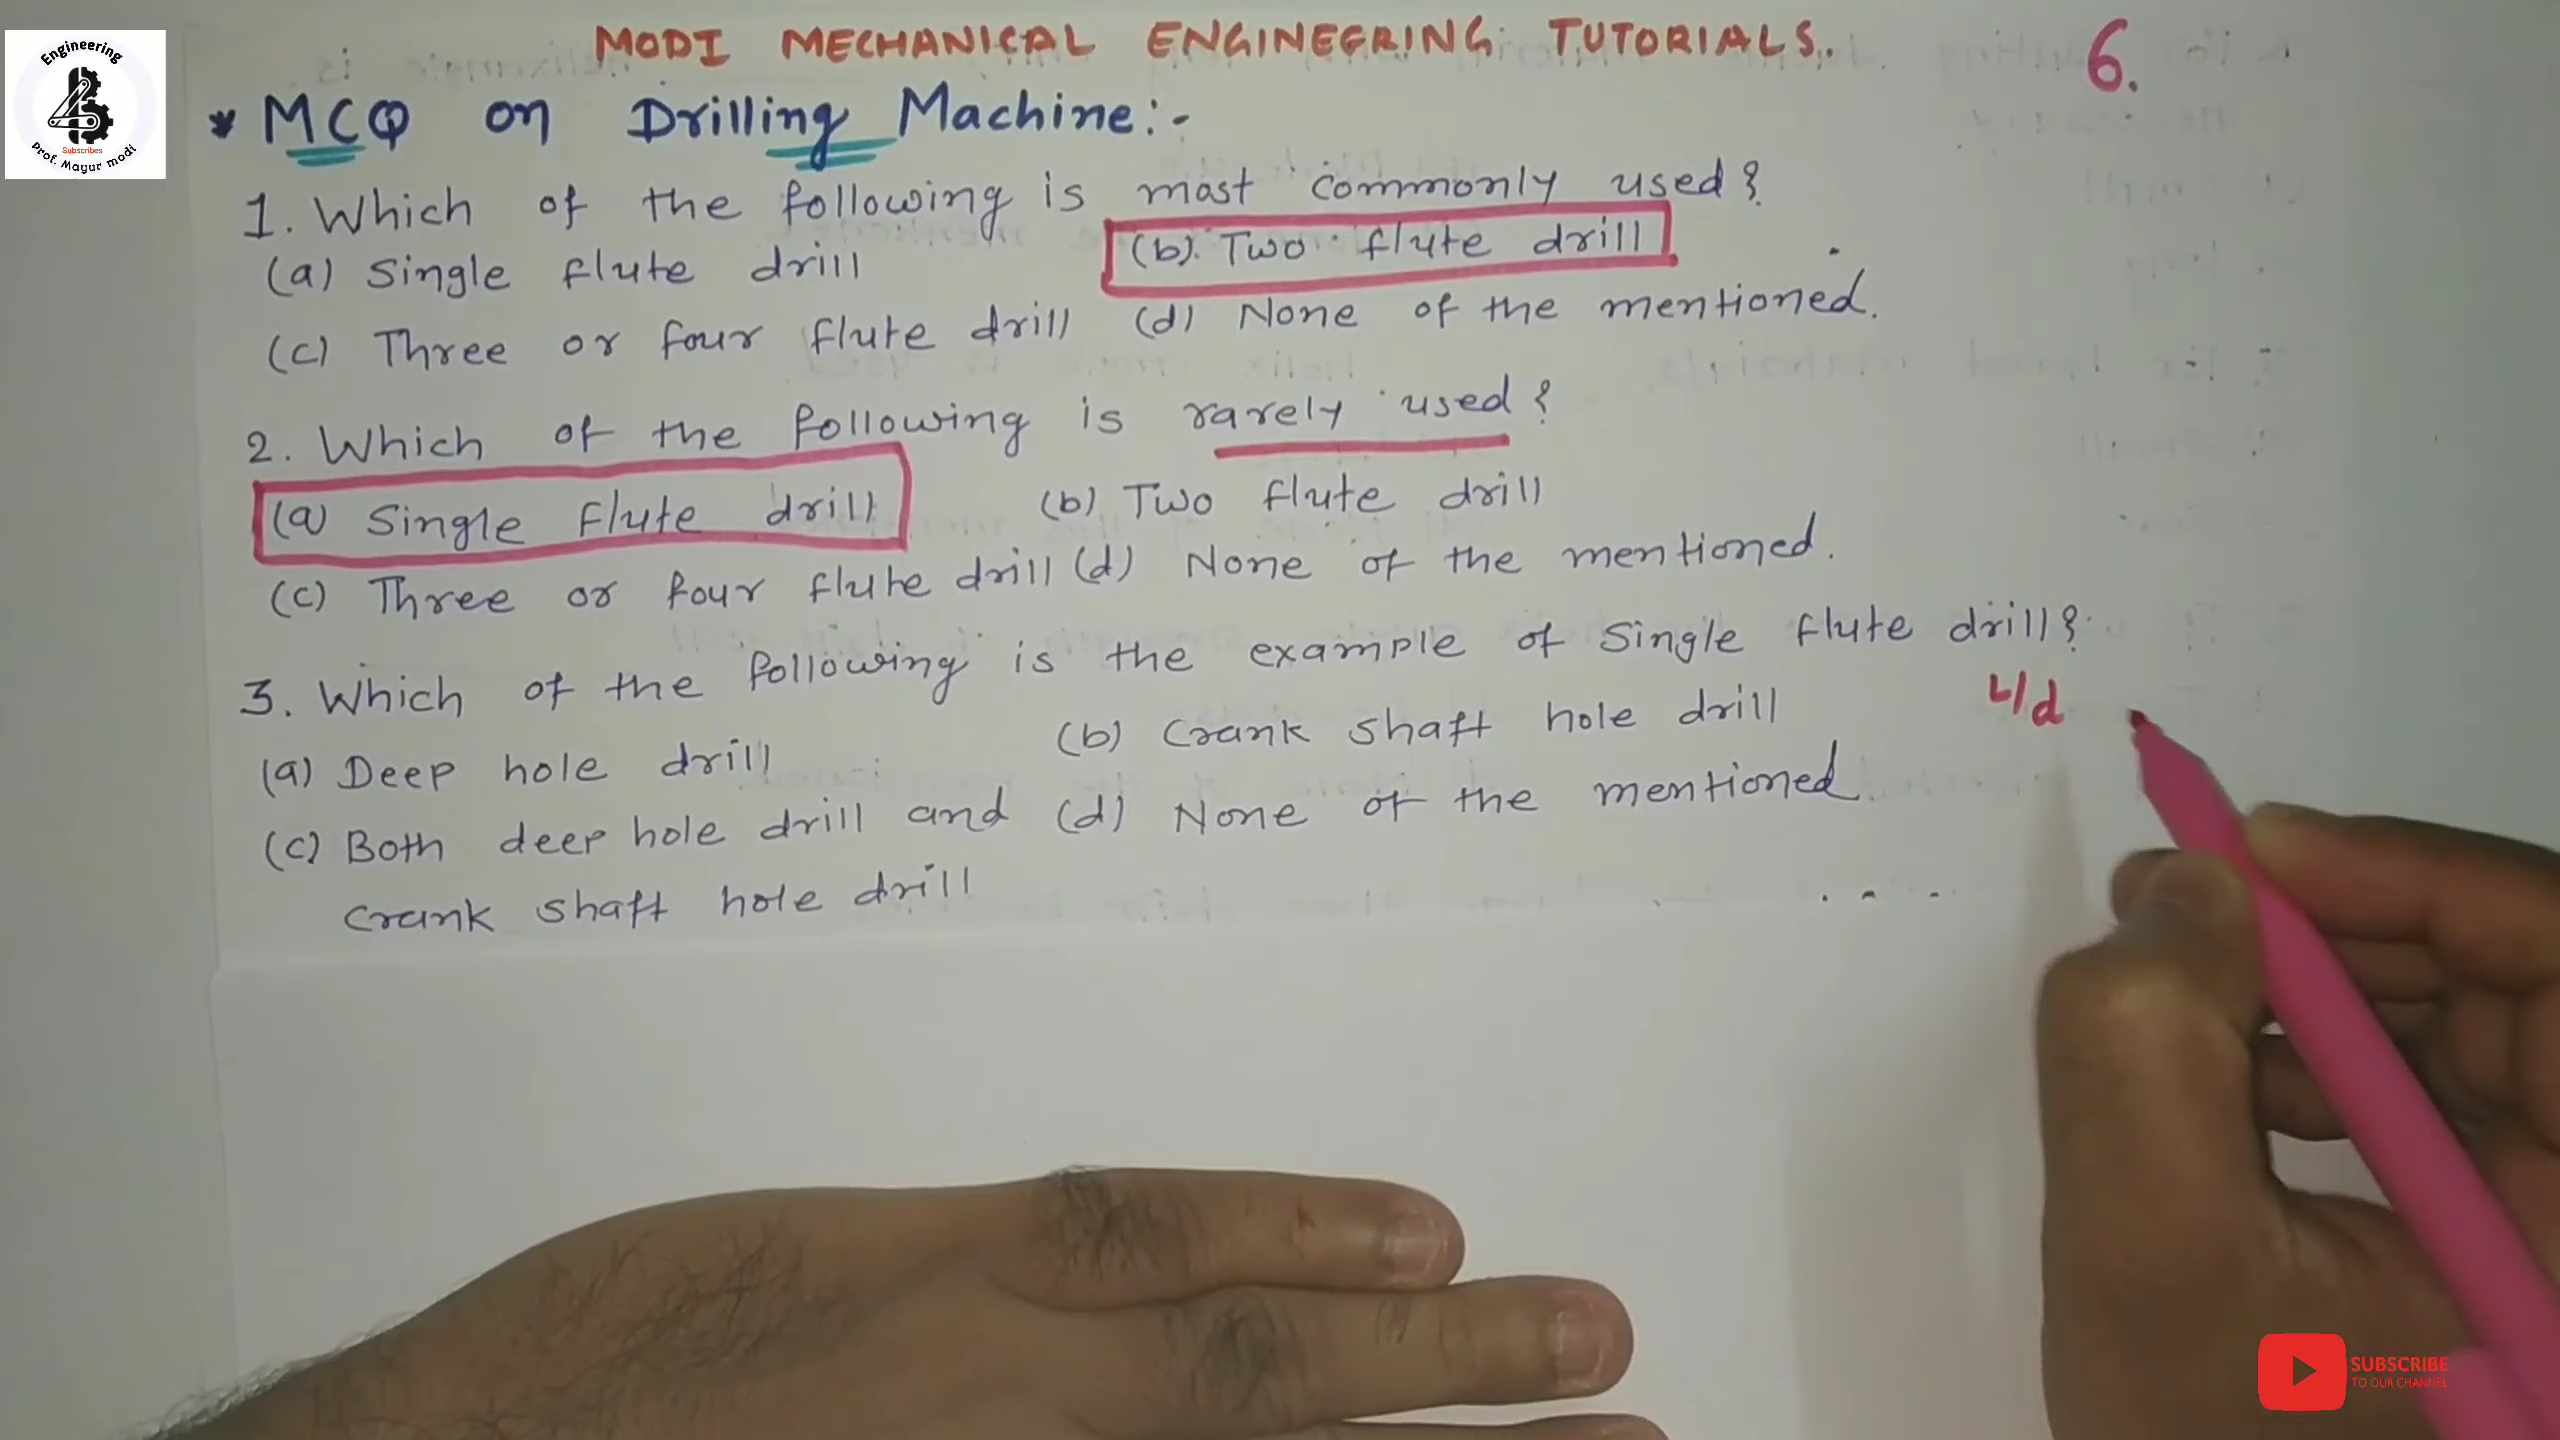 MODI MECHANICAL ENGINEERING TUTORIALS. 6.
Engineering
Subscribes
Prof. Mayur modi
* MCQ on Drilling Machine:-
1. Which of the following is most commonly used?
(a) Single flute drill (b). Two flute drill
(c) Three or four flute drill (d) None of the mentioned.
2. Which of the following is rarely used?
(a) Single flute drill (b) Two flute drill
(c) Three or four flute drill (d) None of the mentioned.
3. Which of the following is the example of Single flute drill?
L/d
(a) Deep hole drill (b) Crank shaft hole drill
(c) Both deep hole drill and (d) None of the mentioned
crank shaft hole drill
SUBSCRIBE
TO OUR CHANNEL